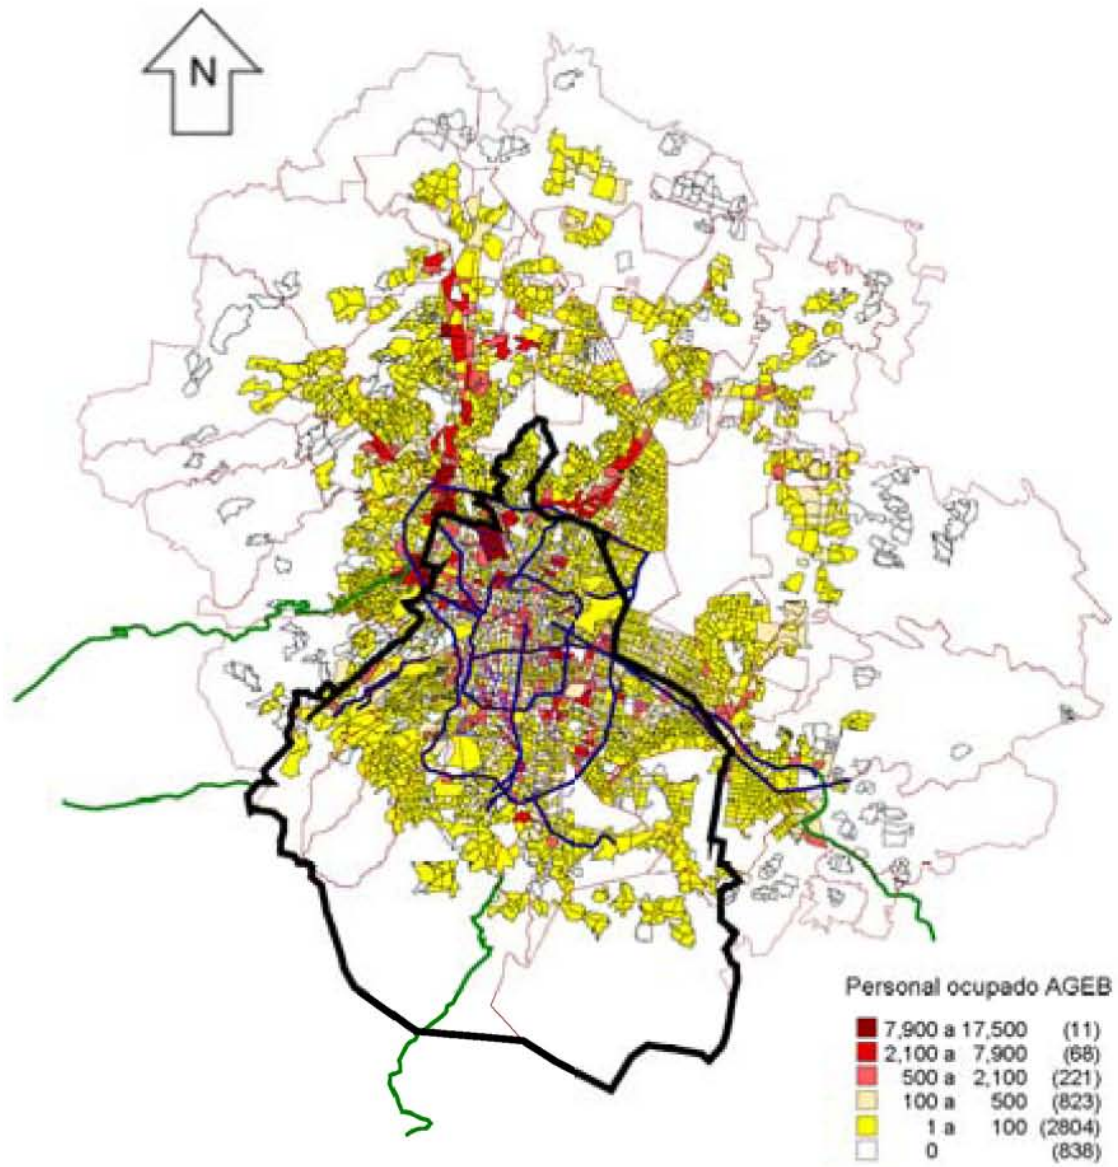 N
Personal ocupado AGEB
7,900 a 17,500 (11)
2,100 a 7,900 (68)
500 a 2,100 (221)
100 a 500 (823)
1 a 100 (2804)
0 (838)